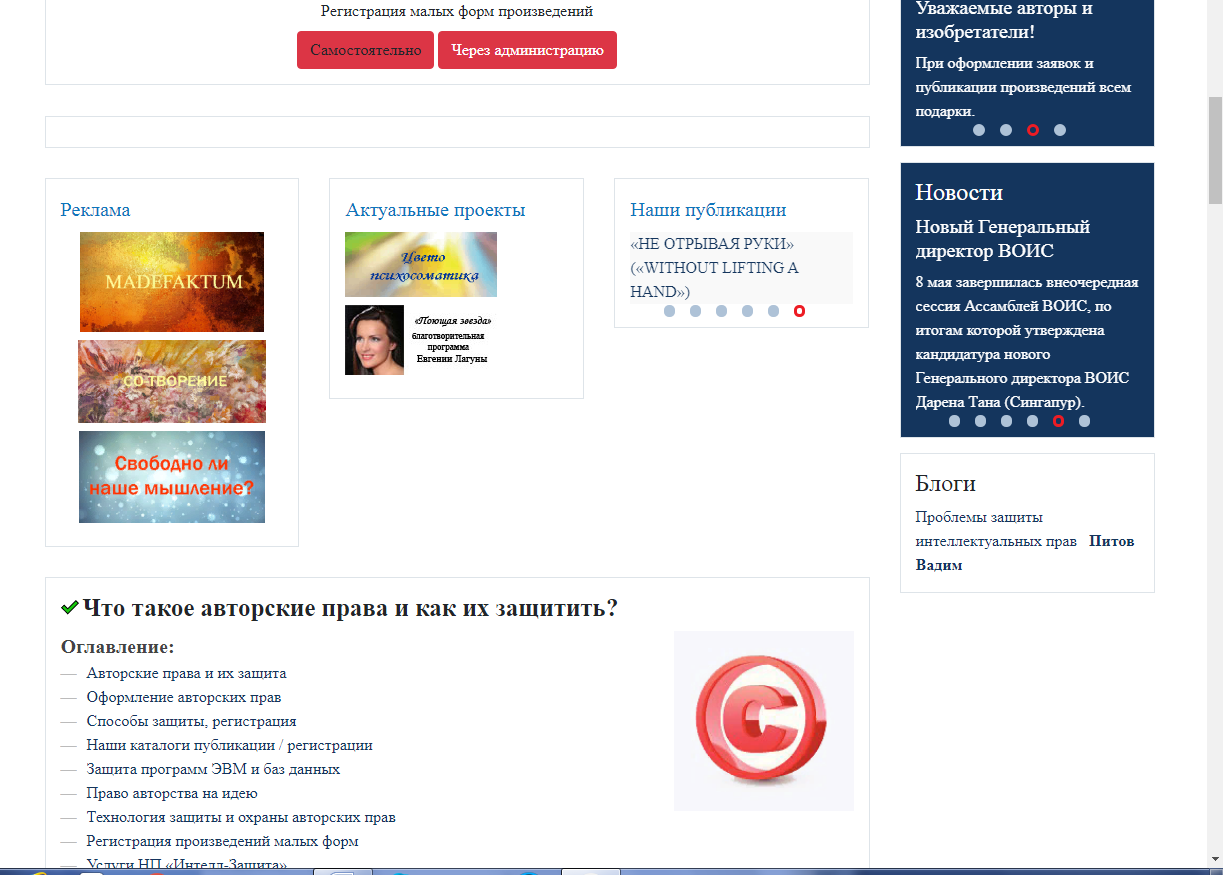 Регистрация малых форм произведений
Самостоятельно
Через администрацию
Реклама
MADEFAKTUM
СО-ТВОРЕНИЕ
Свободно ли
наше мышление?
Актуальные проекты
Цвето
психосоматика
«Поющая звезда»
благотворительная
программа
Евгении Лагуны
Наши публикации
«НЕ ОТРЫВАЯ РУКИ»
(«WITHOUT LIFTING A
HAND»)
Что такое авторские права и как их защитить?
Оглавление:
— Авторские права и их защита
— Оформление авторских прав
— Способы защиты, регистрация
— Наши каталоги публикации / регистрации
— Защита программ ЭВМ и баз данных
— Право авторства на идею
— Технология защиты и охраны авторских прав
— Регистрация произведений малых форм
— Услуги НП «Интелл-Защита»
Уважаемые авторы и
изобретатели!
При оформлении заявок и
публикации произведений всем
подарки.
Новости
Новый Генеральный
директор ВОИС
8 мая завершилась внеочередная
сессия Ассамблей ВОИС, по
итогам которой утверждена
кандидатура нового
Генерального директора ВОИС
Дарена Тана (Сингапур).
Блоги
Проблемы защиты
интеллектуальных прав Питов
Вадим